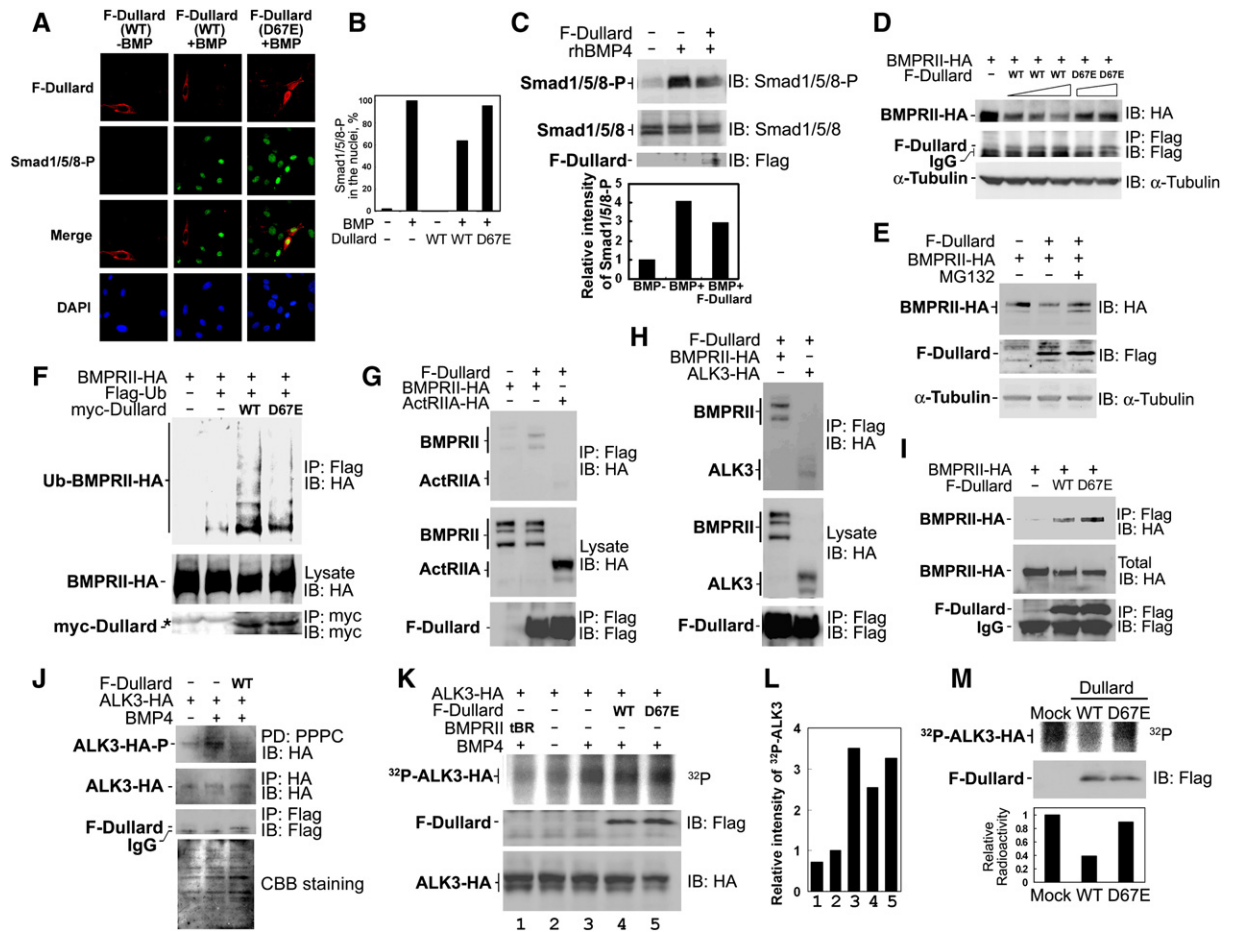 A
F-Dullard (WT) -BMP
F-Dullard (WT) +BMP
F-Dullard (D67E) +BMP
F-Dullard
Smad1/5/8-P
Merge
DAPI
B
Smad1/5/8-P in the nuclei, %
100
80
60
40
20
0
BMP - + - + +
Dullard - - WT WT D67E
C
F-Dullard - - +
rhBMP4 - + +
Smad1/5/8-P IB: Smad1/5/8-P
Smad1/5/8 IB: Smad1/5/8
F-Dullard- IB: Flag
Relative intensity of Smad1/5/8-P
5
4
3
2
1
0
BMP- BMP+ BMP+
F-Dullard
D
BMPRII-HA + + + + + +
F-Dullard - WT WT WT D67E D67E
BMPRII-HA - IB: HA
F-Dullard IP: Flag
IgG IB: Flag
α-Tubulin - IB: α-Tubulin
E
F-Dullard - + +
BMPRII-HA + + +
MG132 - - +
BMPRII-HA IB: HA
F-Dullard - IB: Flag
α-Tubulin - IB: α-Tubulin
F
BMPRII-HA + + + +
Flag-Ub - + + +
myc-Dullard - - WT D67E
Ub-BMPRII-HA IP: Flag
IB: HA
BMPRII-HA- Lysate
IB: HA
myc-Dullard * IP: myc
IB: myc
G
F-Dullard - + +
BMPRII-HA + + -
ActRIIA-HA - - +
BMPRII
ActRIIA
IP: Flag
IB: HA
BMPRII
ActRIIA
Lysate
IB: HA
F-Dullard - IP: Flag
IB: Flag
H
F-Dullard + +
BMPRII-HA + -
ALK3-HA - +
BMPRII
ALK3
IP: Flag
IB: HA
BMPRII
ALK3
Lysate
IB: HA
F-Dullard - IP: Flag
IB: Flag
I
BMPRII-HA + + +
F-Dullard - WT D67E
BMPRII-HA - IP: Flag
IB: HA
BMPRII-HA - Total
IB: HA
F-Dullard - IP: Flag
IgG - IB: Flag
J
F-Dullard - - WT
ALK3-HA + + +
BMP4 - + +
ALK3-HA-P - PD: PPPC
IB: HA
ALK3-HA - IP: HA
IB: HA
F-Dullard IP: Flag
IgG IB: Flag
CBB staining
K
ALK3-HA + + + + +
F-Dullard - - - WT D67E
BMPRII tBR - - - -
BMP4 + - + + +
³²P-ALK3-HA ³²P
F-Dullard - IB: Flag
ALK3-HA IB: HA
1 2 3 4 5
L
Relative intensity of ³²P-ALK3
4
3
2
1
0
1 2 3 4 5
M
Dullard
Mock WT D67E
³²P-ALK3-HA ³²P
F-Dullard - IB: Flag
Relative Radioactivity
1
0.8
0.6
0.4
0.2
0
Mock WT D67E